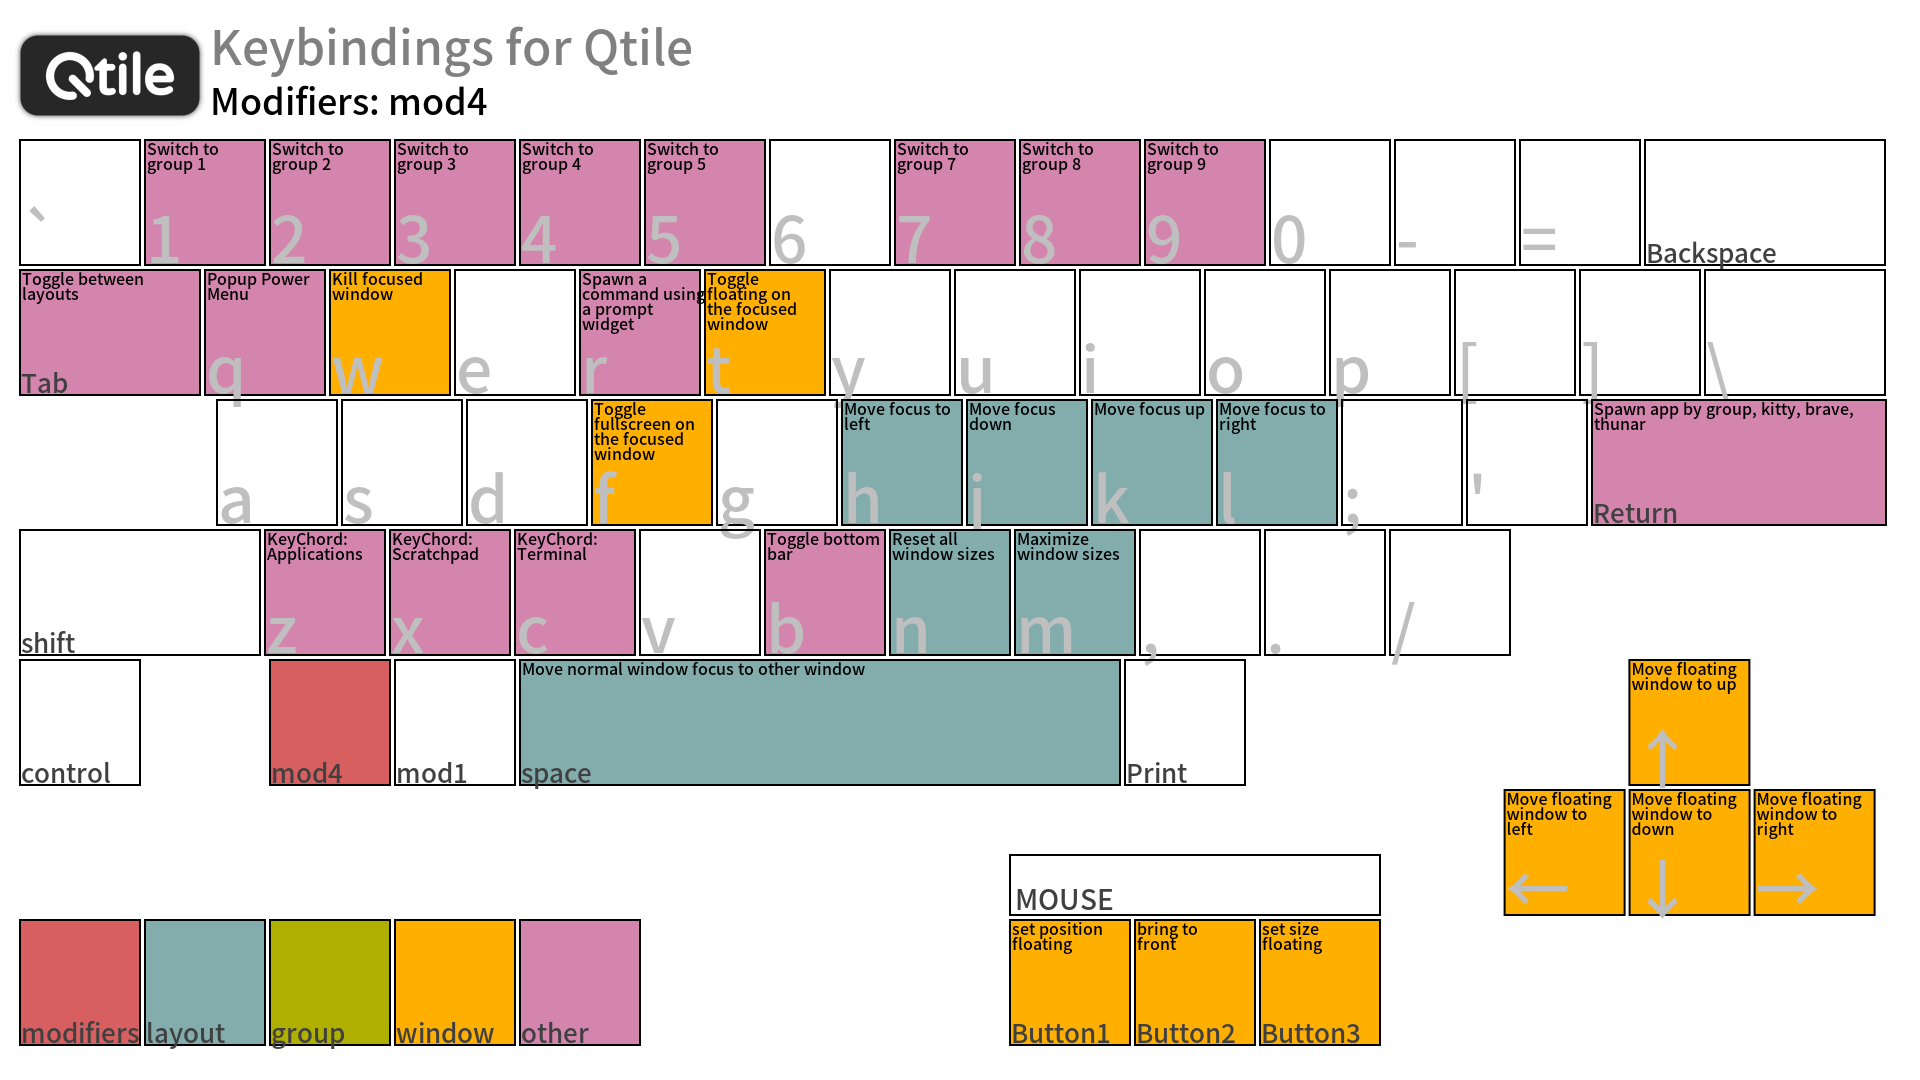 Qtile
Keybindings for Qtile
Modifiers: mod4
`
Switch to
group 1
1
Switch to
group 2
2
Switch to
group 3
3
Switch to
group 4
4
Switch to
group 5
5
6
Switch to
group 7
7
Switch to
group 8
8
Switch to
group 9
9
0
-
=
Backspace
Toggle between
layouts
Tab
Popup Power
Menu
q
Kill focused
window
w
e
Spawn a
command using
a prompt
widget
r
Toggle
floating on
the focused
window
t
y
u
i
o
p
[
]
\
a
s
d
Toggle
fullscreen on
the focused
window
f
g
Move focus to
left
h
Move focus
down
j
Move focus up
k
Move focus to
right
l
;
'
Spawn app by group, kitty, brave,
thunar
Return
shift
KeyChord:
Applications
z
KeyChord:
Scratchpad
x
KeyChord:
Terminal
c
v
Toggle bottom
bar
b
Reset all
window sizes
n
Maximize
window sizes
m
,
.
/
control
mod4
mod1
Move normal window focus to other window
space
Print
Move floating
window to up
↑
Move floating
window to
left
←
Move floating
window to
down
↓
Move floating
window to
right
→
MOUSE
set position
floating
Button1
bring to
front
Button2
set size
floating
Button3
modifiers
layout
group
window
other